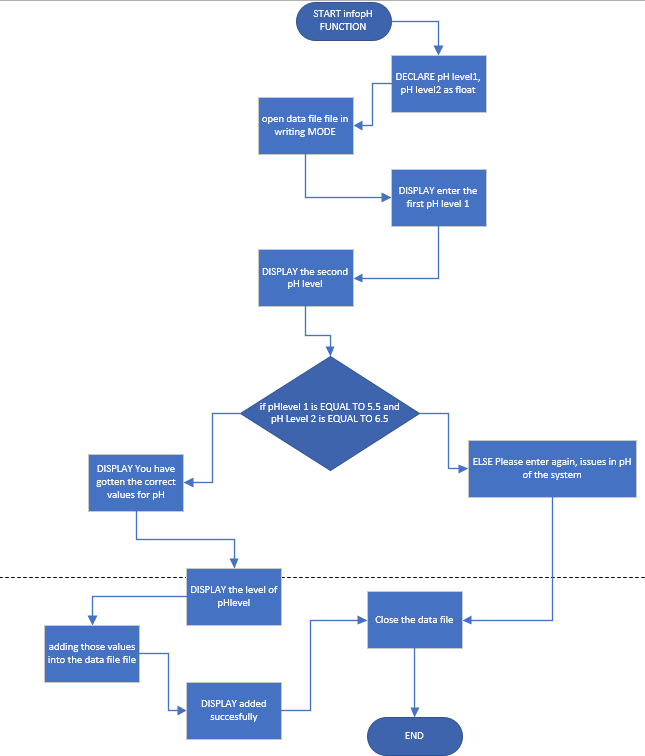 START infopH
FUNCTION
DECLARE pH level1,
pH level2 as float
open data file file in
writing MODE
DISPLAY enter the
first pH level 1
DISPLAY the second
pH level
if pHlevel 1 is EQUAL TO 5.5 and
pH Level 2 is EQUAL TO 6.5
DISPLAY You have
gotten the correct
values for pH
ELSE Please enter again, issues in pH
of the system
DISPLAY the level of
pHlevel
Close the data file
adding those values
into the data file file
DISPLAY added
succesfully
END